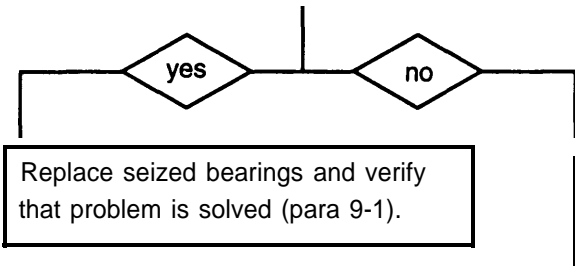 yes
no
Replace seized bearings and verify
that problem is solved (para 9-1).